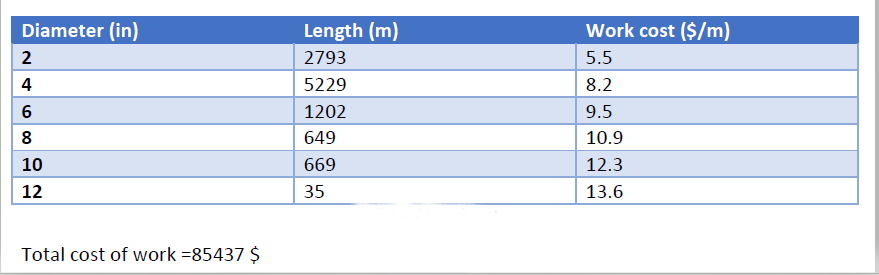 Diameter (in) Length (m) Work cost ($/m)
2 2793 5.5
4 5229 8.2
6 1202 9.5
8 649 10.9
10 669 12.3
12 35 13.6
Total cost of work =85437 $